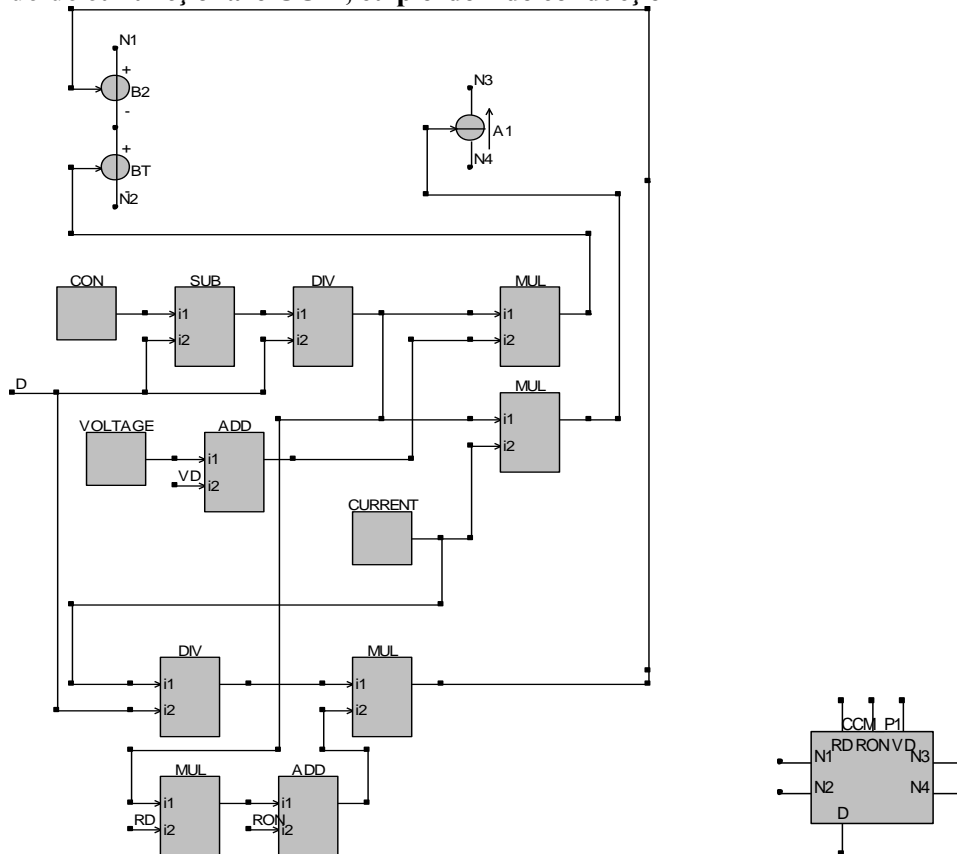 N1
+
B2
-
N3
A1
N4
+
BT
-
N2
CON SUB DIV MUL
i1 i1 i1
i2 i2 i2
D
MUL
i1
i2
VOLTAGE ADD
i1
VD i2
CURRENT
DIV MUL
i1 i1
i2 i2
MUL ADD
i1 i1
RD i2 RON i2
CCM P1
RD RON VD
N1 N3
N2 N4
D